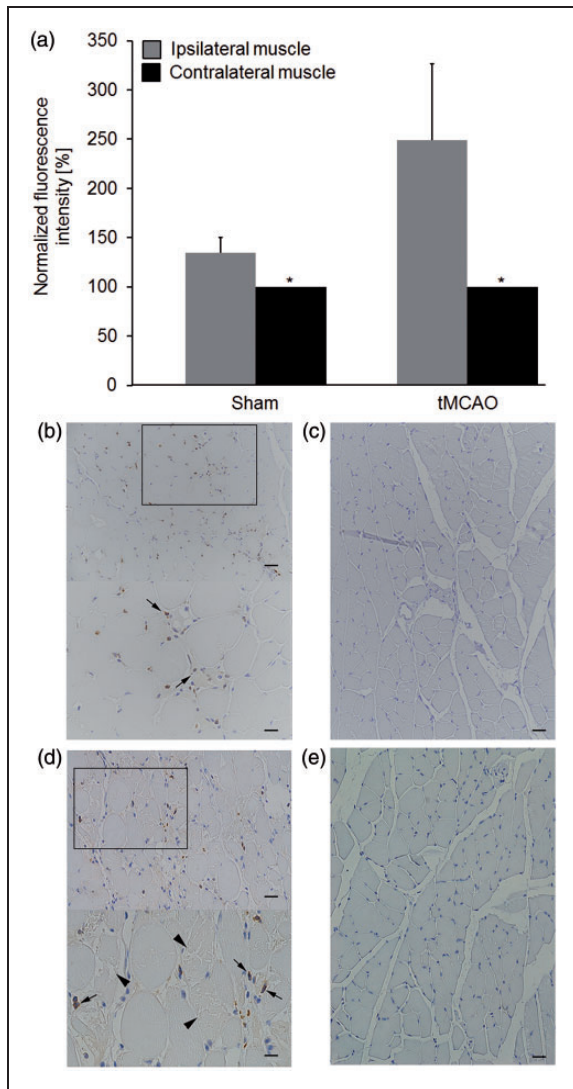 (a)
350
300
250
200
150
100
50
0
Normalized fluorescence
intensity [%]
Ipsilateral muscle
Contralateral muscle
*
*
Sham
tMCAO
(b)
(c)
(d)
(e)